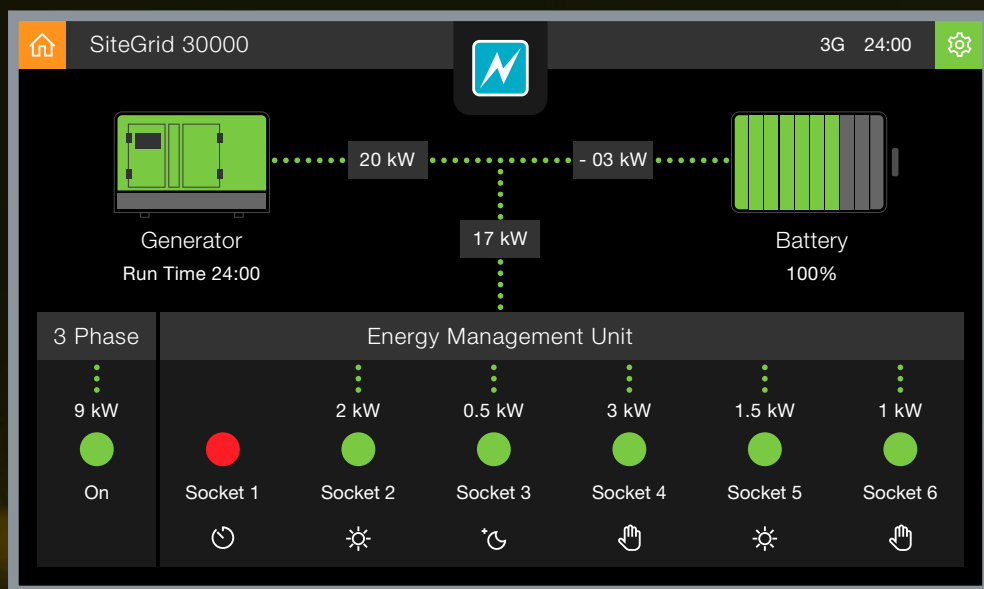 SiteGrid 30000
3G 24:00
20 kW
- 03 kW
17 kW
Generator
Run Time 24:00
Battery
100%
3 Phase
Energy Management Unit
9 kW
2 kW
0.5 kW
3 kW
1.5 kW
1 kW
On
Socket 1
Socket 2
Socket 3
Socket 4
Socket 5
Socket 6